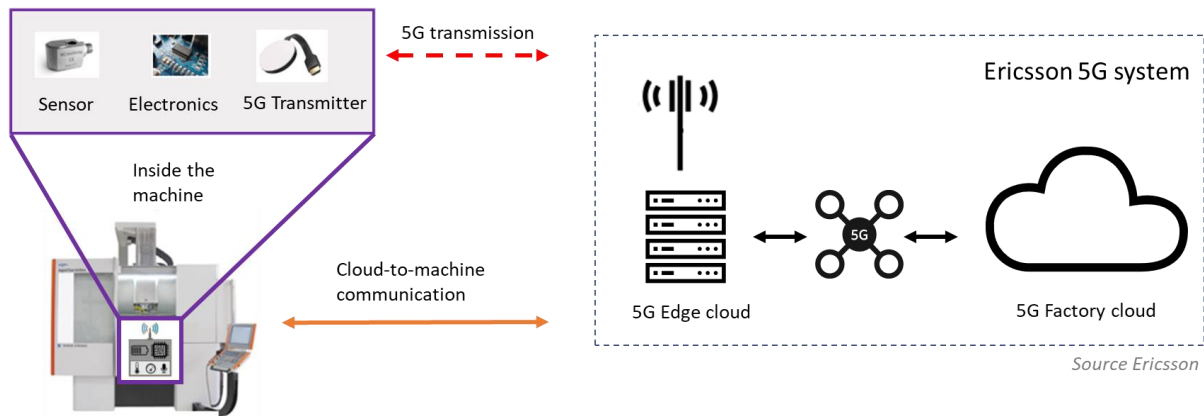 5G transmission
Ericsson 5G system
Sensor
Electronics
5G Transmitter
Inside the
machine
5G
Cloud-to-machine
communication
5G Edge cloud
5G Factory cloud
Source Ericsson